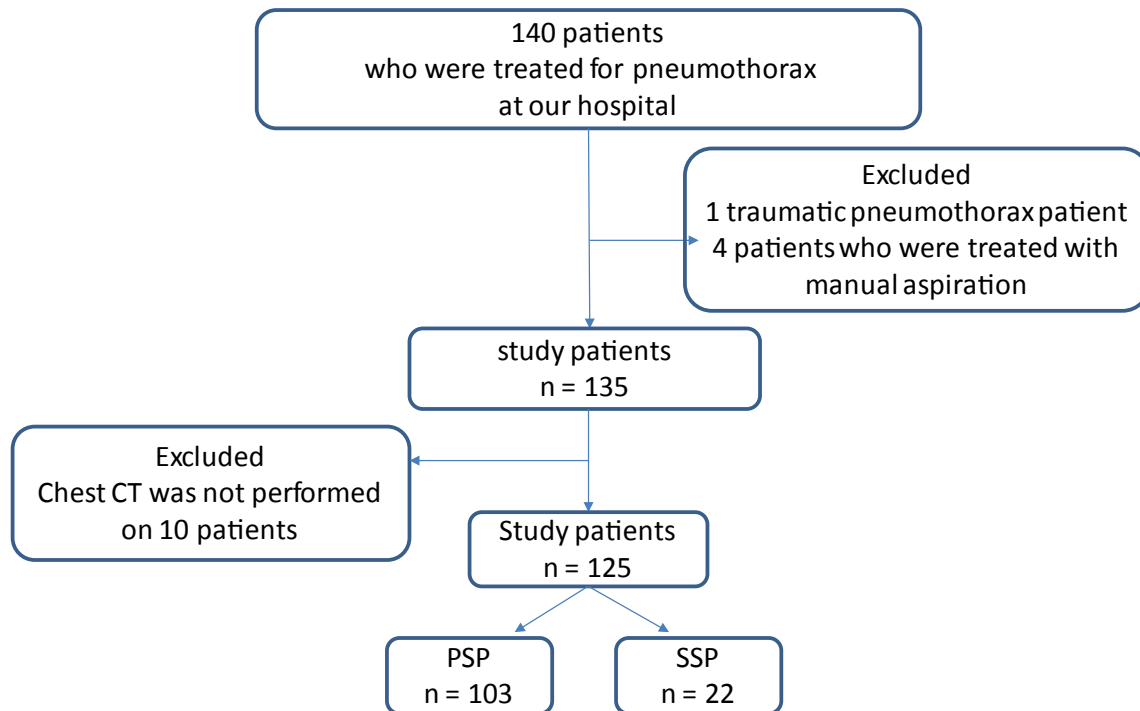 140 patients
who were treated for pneumothorax
at our hospital
Excluded
1 traumatic pneumothorax patient
4 patients who were treated with
manual aspiration
study patients
n = 135
Excluded
Chest CT was not performed
on 10 patients
Study patients
n = 125
PSP
n = 103
SSP
n = 22